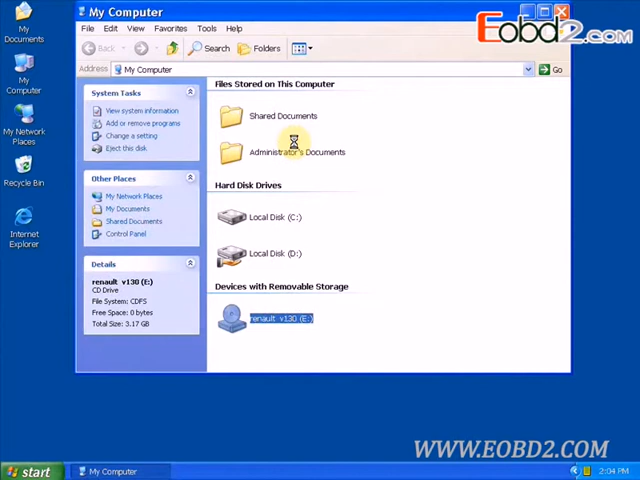 My Documents
My Computer
My Network Places
Recycle Bin
Internet Explorer
My Computer
Eobd2.com
File Edit View Favorites Tools Help
Back Search Folders
Address My Computer Go
System Tasks
View system information
Add or remove programs
Change a setting
Eject this disk
Other Places
My Network Places
My Documents
Shared Documents
Control Panel
Details
renault v130 (E:)
CD Drive
File System: CDFS
Free Space: 0 bytes
Total Size: 3.17 GB
Files Stored on This Computer
Shared Documents
Administrator's Documents
Hard Disk Drives
Local Disk (C:)
Local Disk (D:)
Devices with Removable Storage
renault v130 (E:)
WWW.EOBD2.COM
start My Computer 2:04 PM